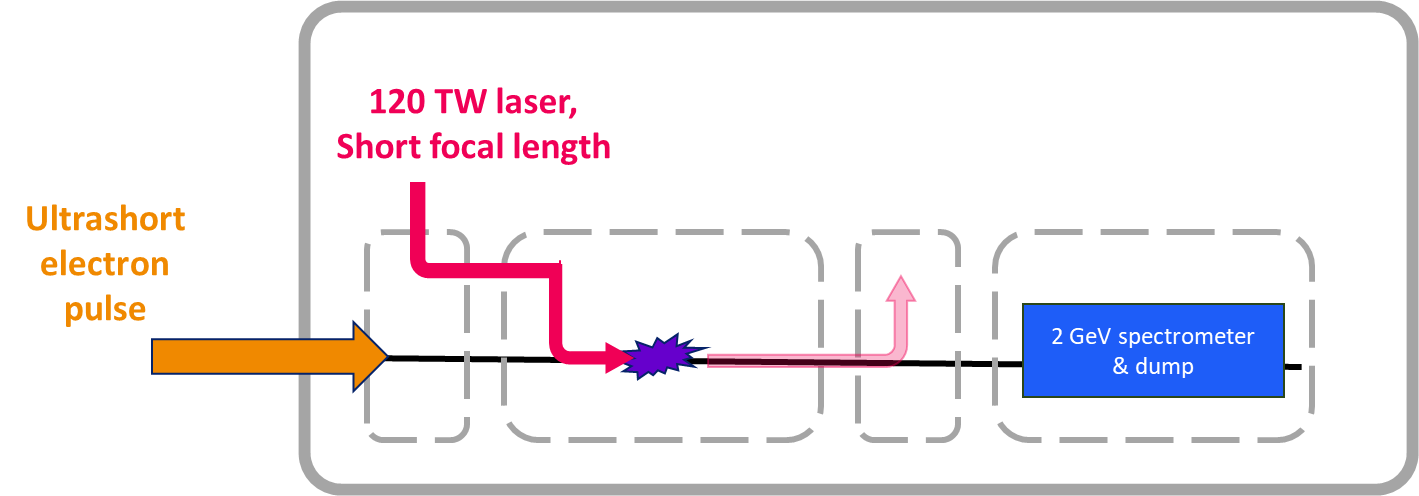 120 TW laser,
Short focal length
Ultrashort
electron
pulse
2 GeV spectrometer
& dump